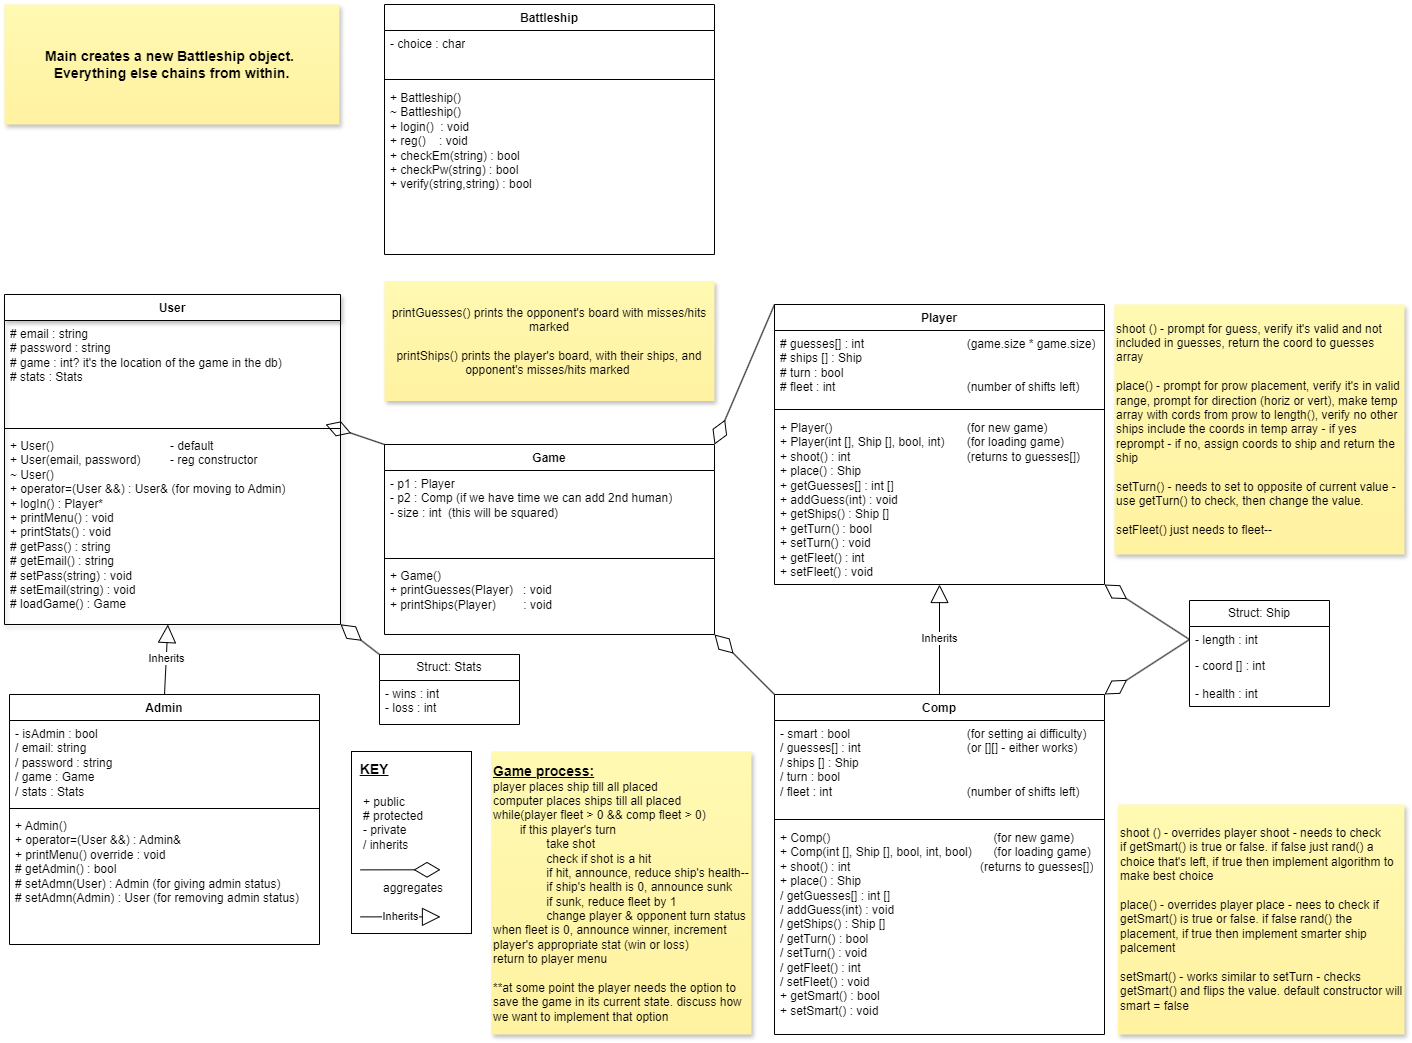 Main creates a new Battleship object.
Everything else chains from within.
Battleship
- choice : char
+ Battleship()
~ Battleship()
+ login()  : void
+ reg()    : void
+ checkEm(string) : bool
+ checkPw(string) : bool
+ verify(string,string) : bool
User
# email : string
# password : string
# game : int? it's the location of the game in the db)
# stats : Stats
+ User() - default
+ User(email, password) - reg constructor
~ User()
+ operator=(User &&) : User& (for moving to Admin)
+ logIn() : Player*
+ printMenu() : void
+ printStats() : void
# getPass() : string
# getEmail() : string
# setPass(string) : void
# setEmail(string) : void
# loadGame() : Game
printGuesses() prints the opponent's board with misses/hits
marked
printShips() prints the player's board, with their ships, and
opponent's misses/hits marked
Game
- p1 : Player
- p2 : Comp (if we have time we can add 2nd human)
- size : int  (this will be squared)
+ Game()
+ printGuesses(Player)   : void
+ printShips(Player)        : void
Player
# guesses[] : int (game.size * game.size)
# ships [] : Ship
# turn : bool
# fleet : int (number of shifts left)
+ Player() (for new game)
+ Player(int [], Ship [], bool, int) (for loading game)
+ shoot() : int (returns to guesses[])
+ place() : Ship
+ getGuesses[] : int []
+ addGuess(int) : void
+ getShips() : Ship []
+ getTurn() : bool
+ setTurn() : void
+ getFleet() : int
+ setFleet() : void
shoot () - prompt for guess, verify it's valid and not
included in guesses, return the coord to guesses
array
place() - prompt for prow placement, verify it's in valid
range, prompt for direction (horiz or vert), make temp
array with cords from prow to length(), verify no other
ships include the coords in temp array - if yes
reprompt - if no, assign coords to ship and return the
ship
setTurn() - needs to set to opposite of current value -
use getTurn() to check, then change the value.
setFleet() just needs to fleet--
Inherits
Inherits
Struct: Ship
- length : int
- coord [] : int
- health : int
Struct: Stats
- wins : int
- loss : int
Admin
- isAdmin : bool
/ email: string
/ password : string
/ game : Game
/ stats : Stats
+ Admin()
+ operator=(User &&) : Admin&
+ printMenu() override : void
# getAdmin() : bool
# setAdmn(User) : Admin (for giving admin status)
# setAdmn(Admin) : User (for removing admin status)
KEY
+ public
# protected
- private
/ inherits
aggregates
Inherits
Game process:
player places ship till all placed
computer places ships till all placed
while(player fleet > 0 && comp fleet > 0)
if this player's turn
take shot
check if shot is a hit
if hit, announce, reduce ship's health--
if ship's health is 0, announce sunk
if sunk, reduce fleet by 1
change player & opponent turn status
when fleet is 0, announce winner, increment
player's appropriate stat (win or loss)
return to player menu
**at some point the player needs the option to
save the game in its current state. discuss how
we want to implement that option
Comp
- smart : bool (for setting ai difficulty)
/ guesses[] : int (or [][] - either works)
/ ships [] : Ship
/ turn : bool
/ fleet : int (number of shifts left)
+ Comp() (for new game)
+ Comp(int [], Ship [], bool, int, bool) (for loading game)
+ shoot() : int (returns to guesses[])
+ place() : Ship
/ getGuesses[] : int []
/ addGuess(int) : void
/ getShips() : Ship []
/ getTurn() : bool
/ setTurn() : void
/ getFleet() : int
/ setFleet() : void
+ getSmart() : bool
+ setSmart() : void
shoot () - overrides player shoot - needs to check
if getSmart() is true or false. if false just rand() a
choice that's left, if true then implement algorithm to
make best choice
place() - overrides player place - nees to check if
getSmart() is true or false. if false rand() the
placement, if true then implement smarter ship
palcement
setSmart() - works similar to setTurn - checks
getSmart() and flips the value. default constructor will
smart = false